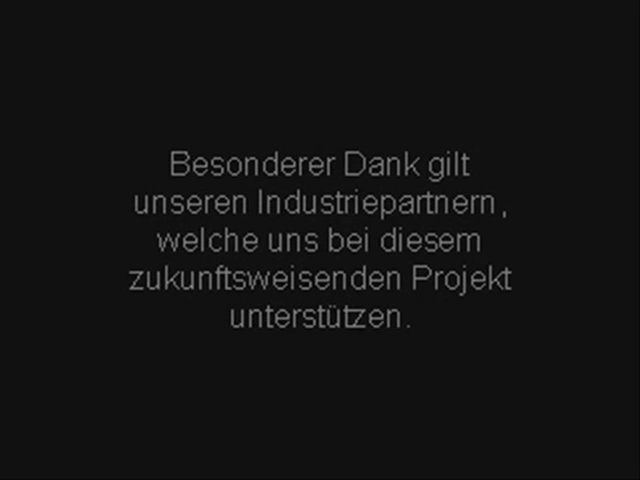 Besonderer Dank gilt
unseren Industriepartnern,
welche uns bei diesem
zukunftsweisenden Projekt
unterstützen.